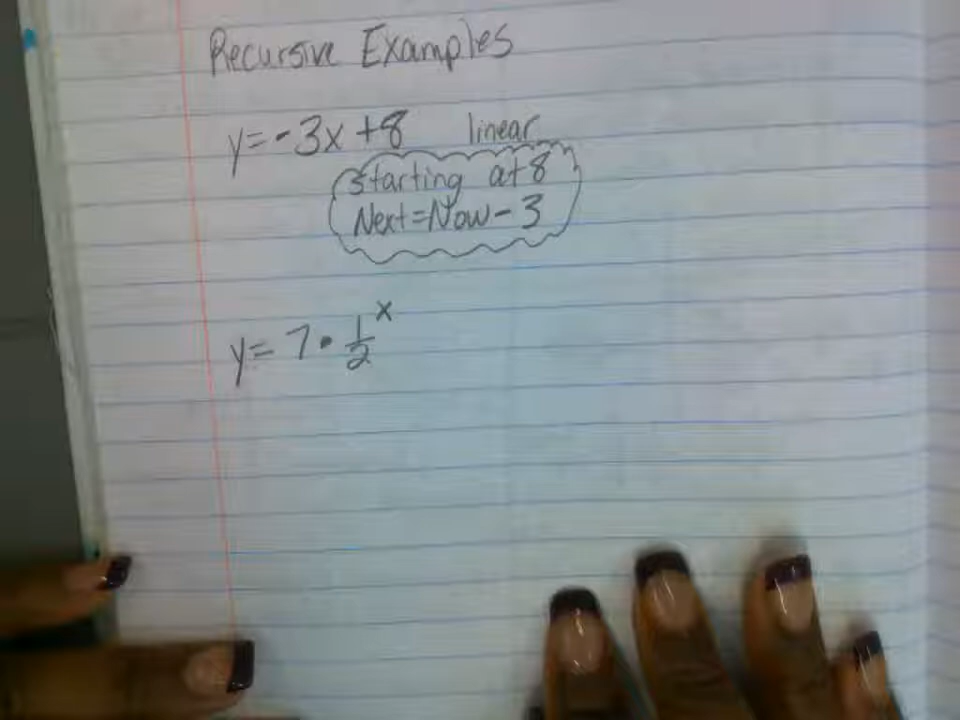 Recursive Examples
y=-3x+8 linear
Starting at 8
Next=Now-3
y=7·1/2^x